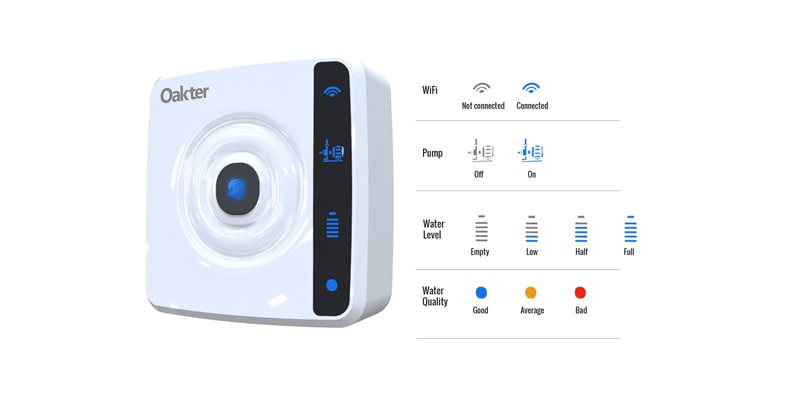 Oakter
WiFi
Not connected Connected
Pump
Off On
Water
Level
Empty Low Half Full
Water
Quality
Good Average Bad